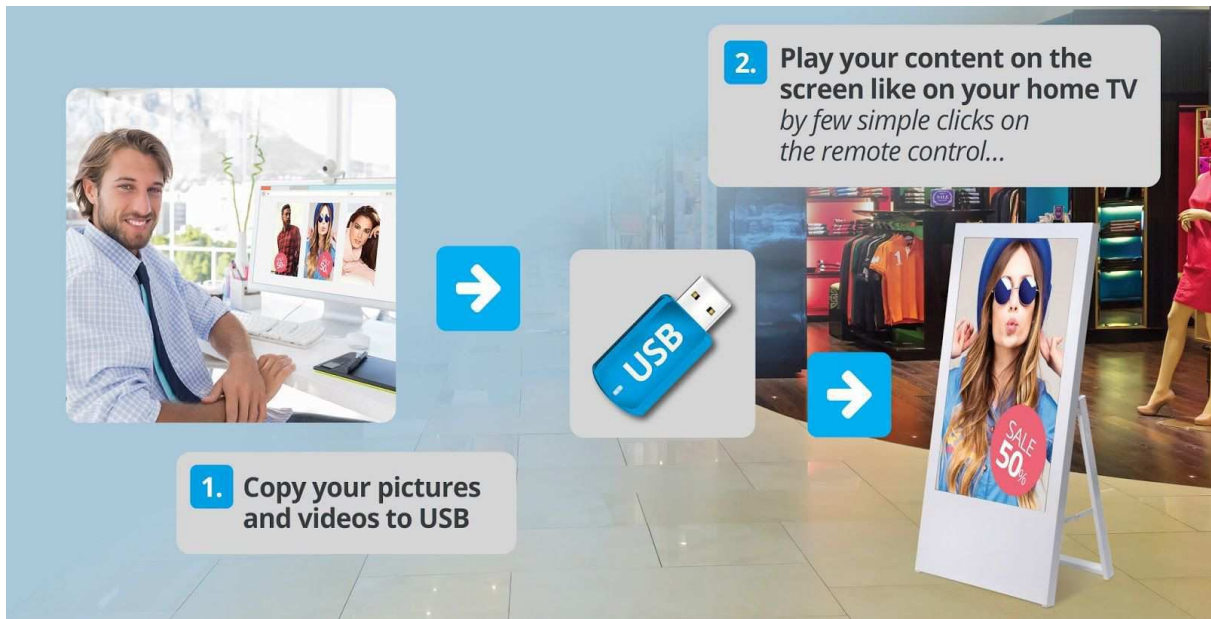 2. Play your content on the
screen like on your home TV
by few simple clicks on
the remote control...
USB
SALE
50%
1. Copy your pictures
and videos to USB